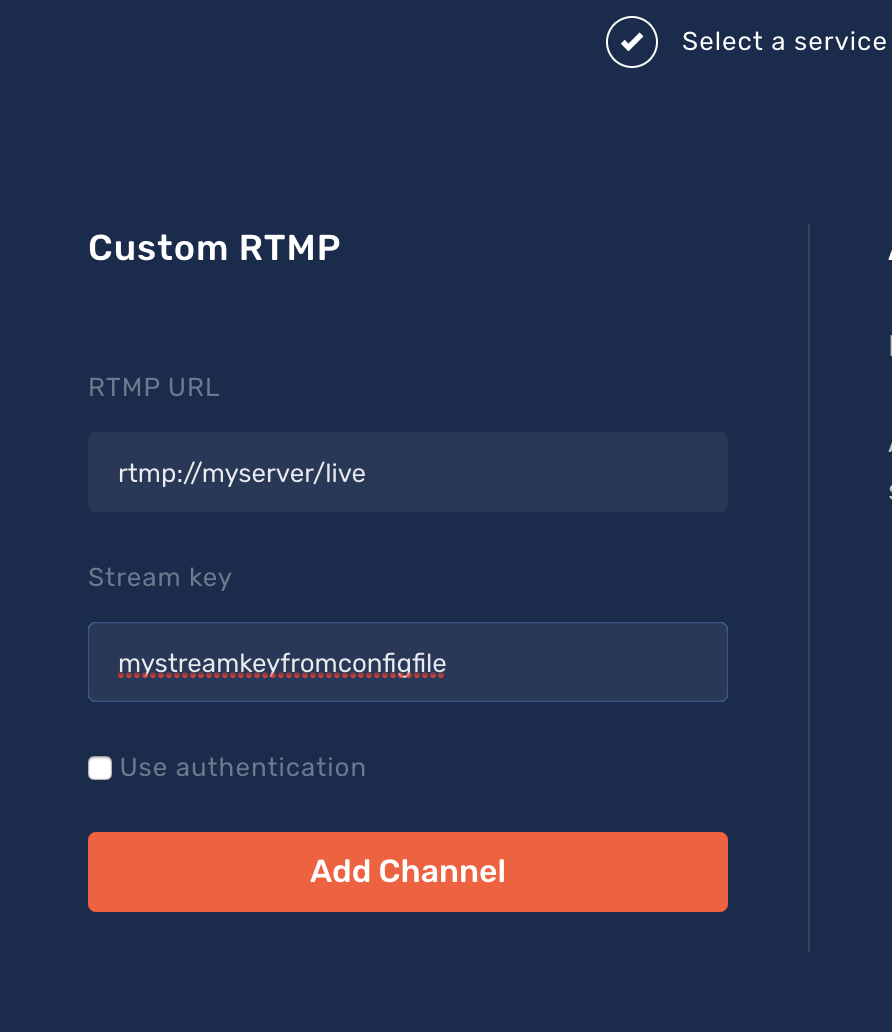 Select a service
Custom RTMP
RTMP URL
rtmp://myserver/live
Stream key
mystreamkeyfromconfigfile
Use authentication
Add Channel